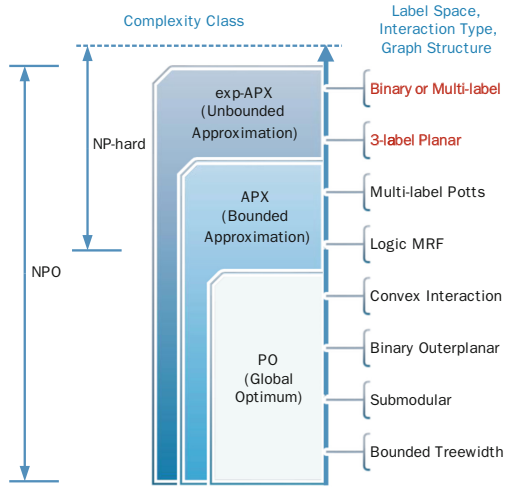 Complexity Class
Label Space,
Interaction Type,
Graph Structure
NPO
NP-hard
exp-APX
(Unbounded
Approximation)
APX
(Bounded
Approximation)
PO
(Global
Optimum)
Binary or Multi-label
3-label Planar
Multi-label Potts
Logic MRF
Convex Interaction
Binary Outerplanar
Submodular
Bounded Treewidth